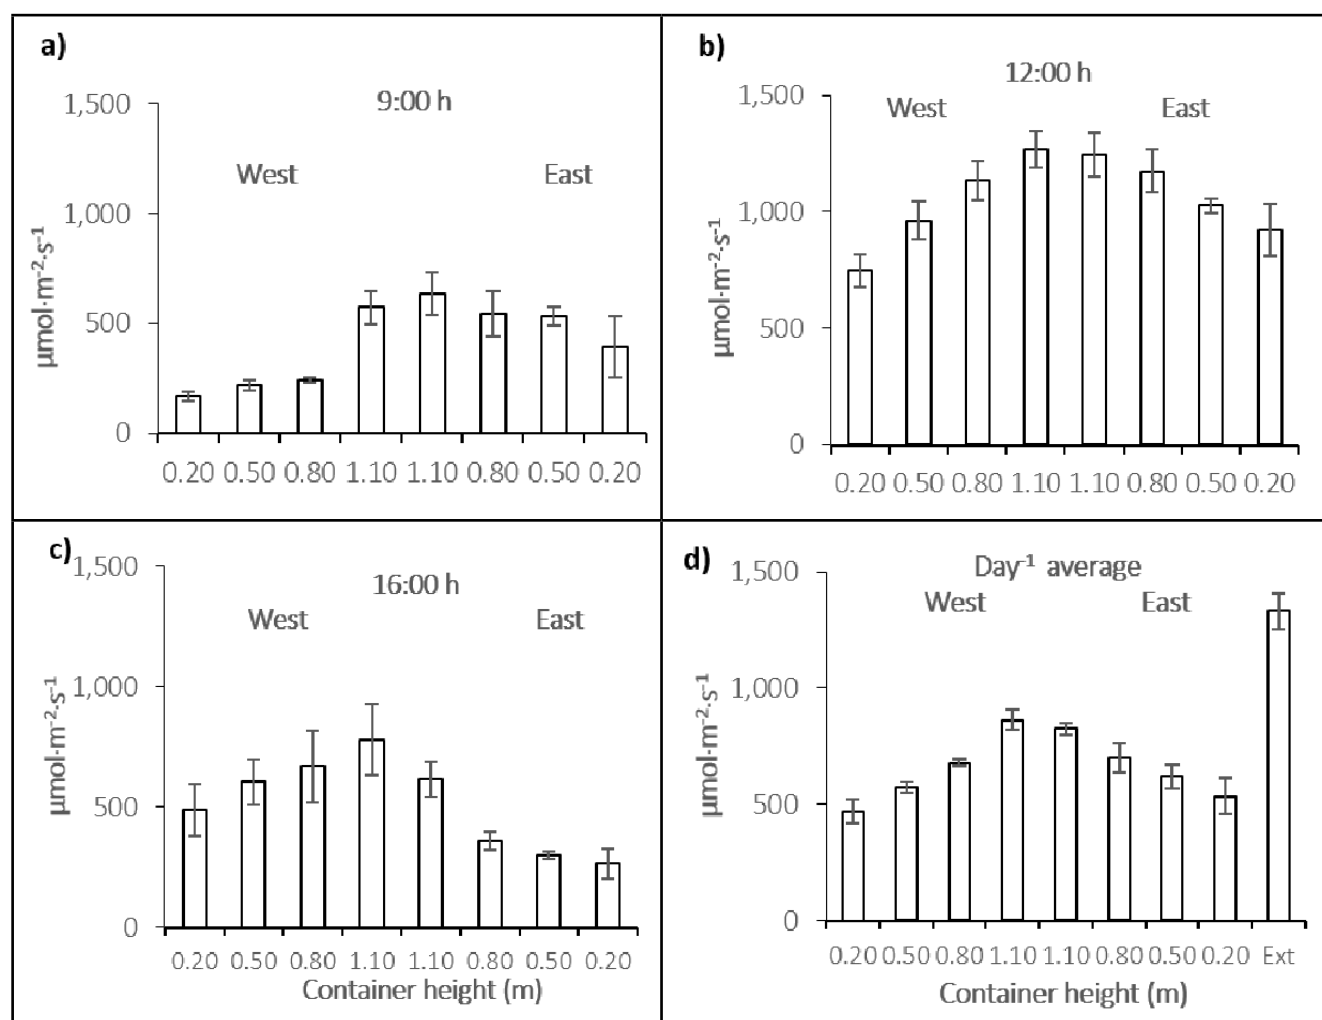 a)
9:00 h
West East
µmol·m⁻²·s⁻¹
1,500
1,000
500
0
0.20 0.50 0.80 1.10 1.10 0.80 0.50 0.20
b)
12:00 h
West East
µmol·m⁻²·s⁻¹
1,500
1,000
500
0
0.20 0.50 0.80 1.10 1.10 0.80 0.50 0.20
c)
16:00 h
West East
µmol·m⁻²·s⁻¹
1,500
1,000
500
0
0.20 0.50 0.80 1.10 1.10 0.80 0.50 0.20
Container height (m)
d)
Day⁻¹ average
West East
µmol·m⁻²·s⁻¹
1,500
1,000
500
0
0.20 0.50 0.80 1.10 1.10 0.80 0.50 0.20 Ext
Container height (m)